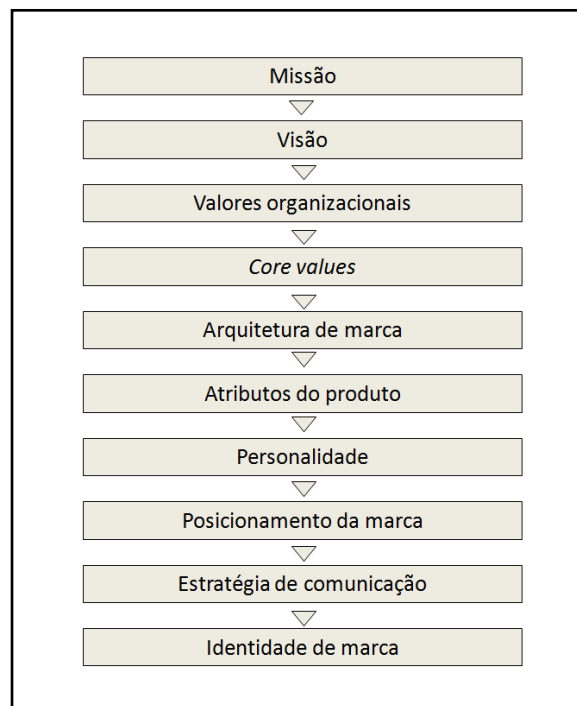 Missão
Visão
Valores organizacionais
Core values
Arquitetura de marca
Atributos do produto
Personalidade
Posicionamento da marca
Estratégia de comunicação
Identidade de marca